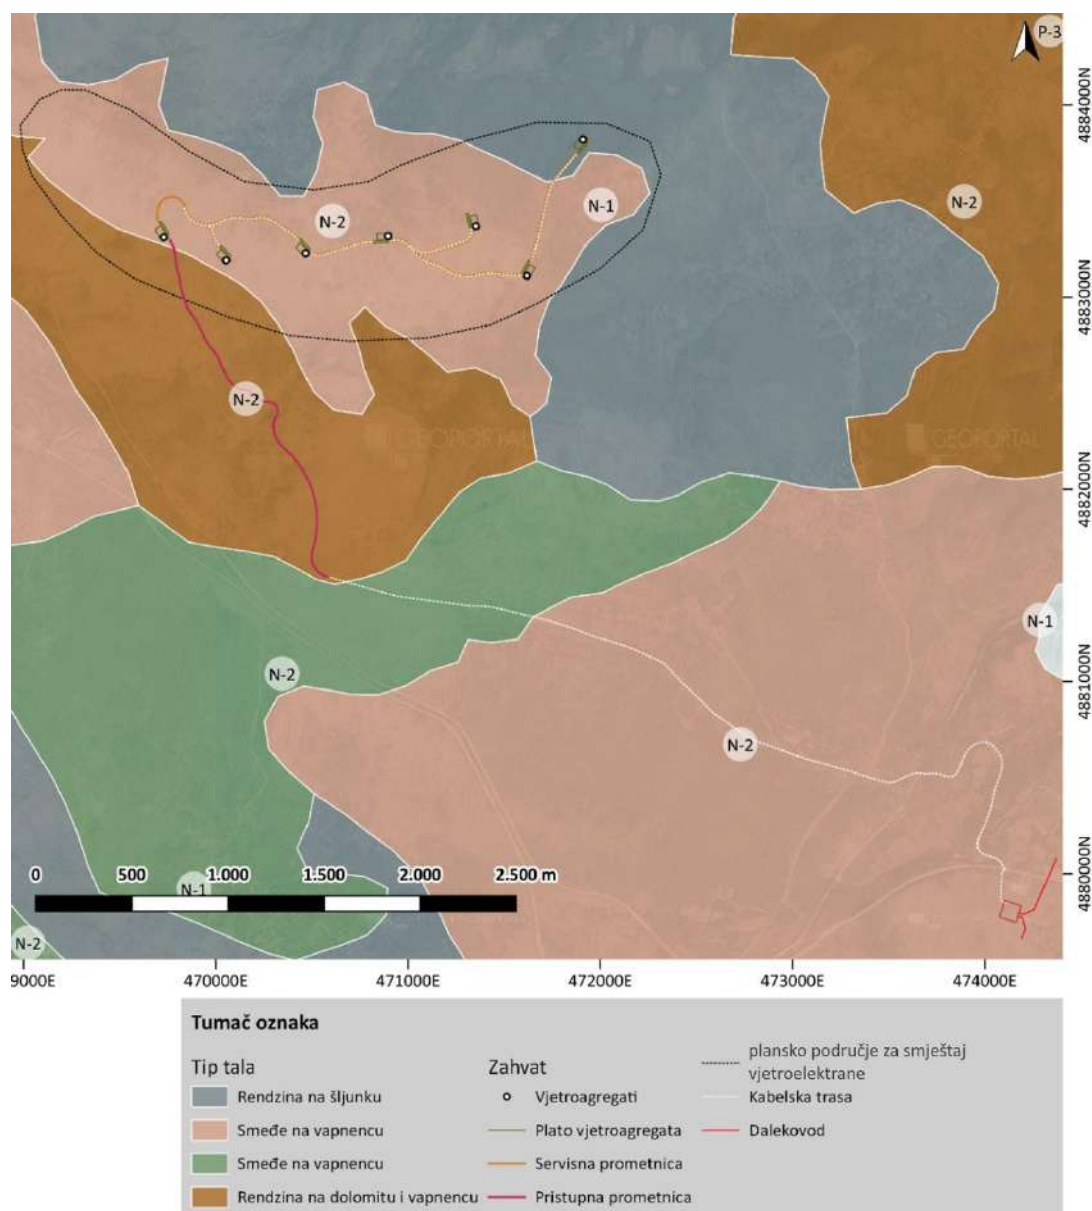 P-3
4884000N
N-2
N-2
N-1
4883000N
N-2
GEOPORTAL
GEOPORTAL
4882000N
N-1
N-2
4881000N
N-2
0 500 1.000 1.500 2.000 2.500 m
N-1
4880000N
N-2
90000E 470000E 471000E 472000E 473000E 474000E
Tumač oznaka
Tip tala
Rendzina na šljunku
Smeđe na vapnencu
Smeđe na vapnencu
Rendzina na dolomitu i vapnencu
Zahvat
Vjetroagregati
Plato vjetroagregata
Servisna prometnica
Pristupna prometnica
plansko područje za smještaj
vjetroelektrane
Kabelska trasa
Dalekovod